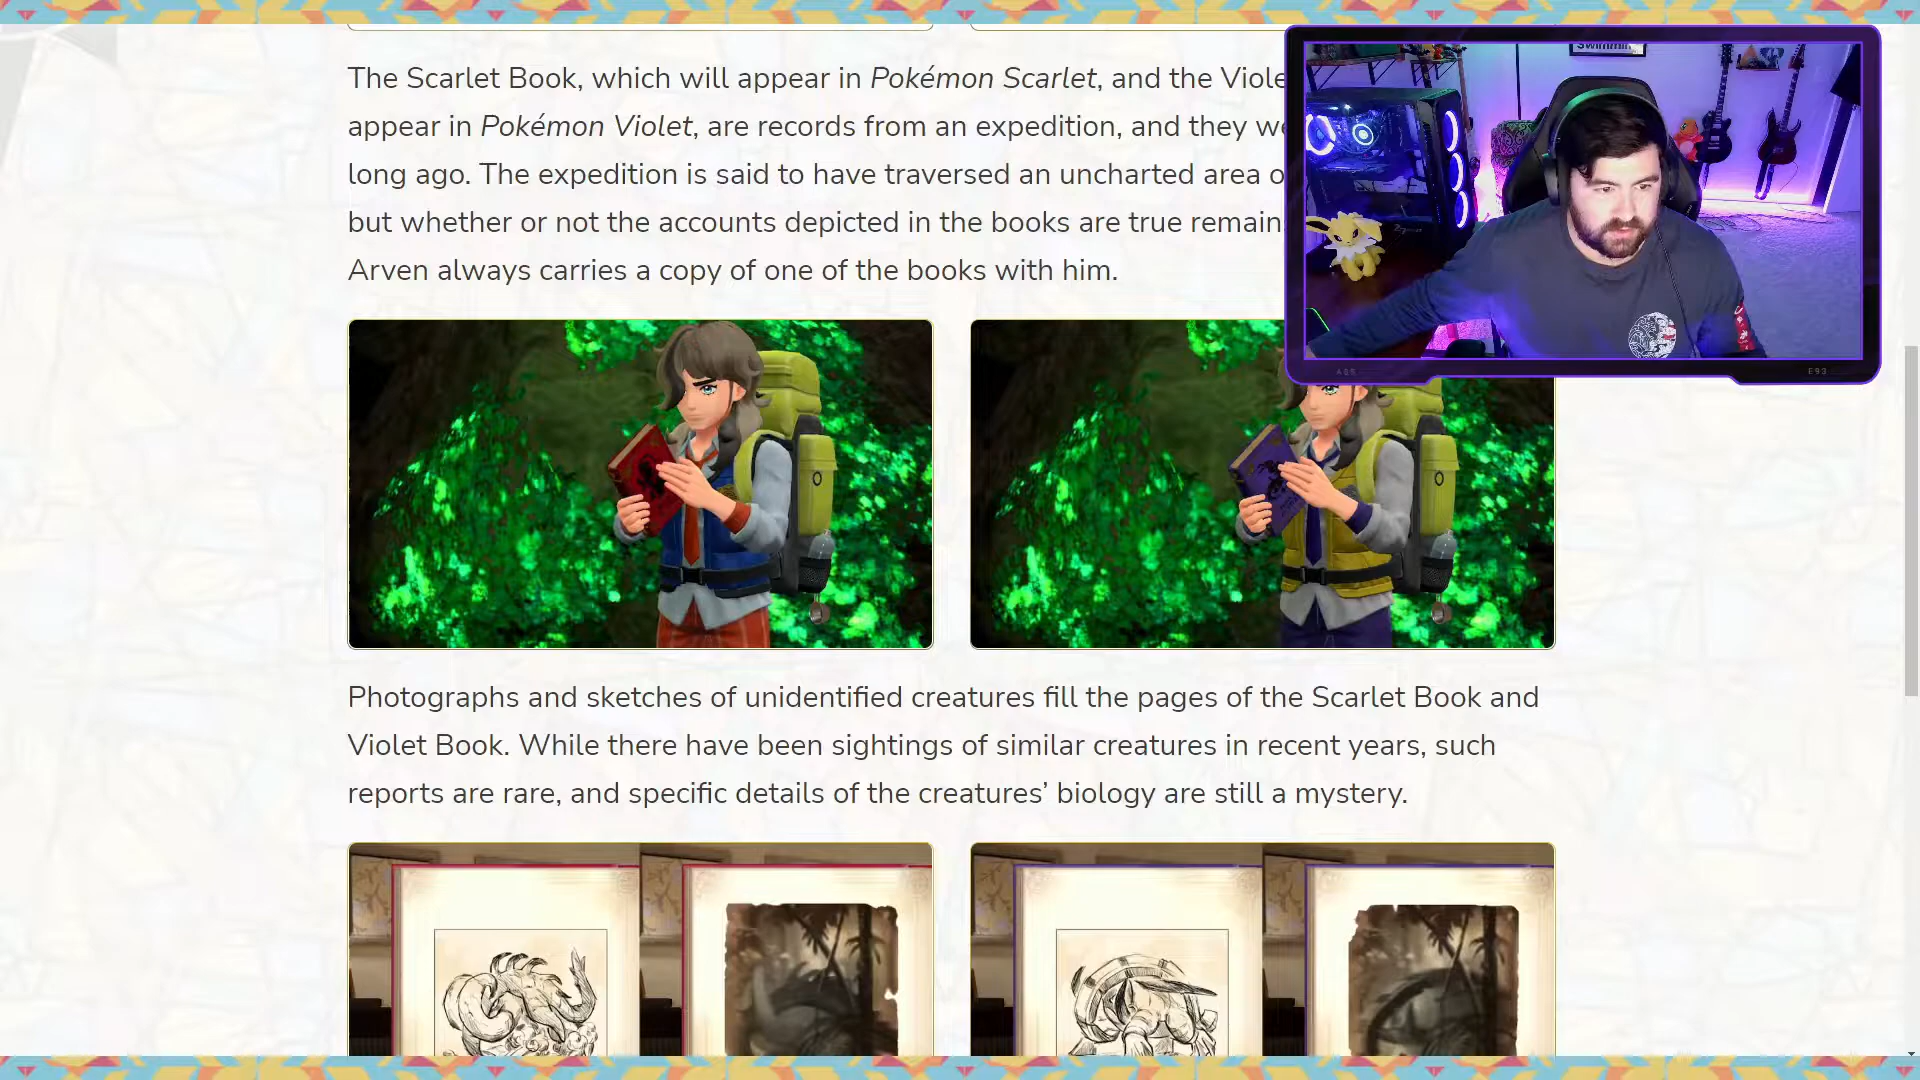 The Scarlet Book, which will appear in Pokémon Scarlet, and the
appear in Pokémon Violet, are records from an expedition, and they
long ago. The expedition is said to have traversed an uncharted area
but whether or not the accounts depicted in the books are true
Arven always carries a copy of one of the books with him.
Photographs and sketches of unidentified creatures fill the pages of the Scarlet Book and
Violet Book. While there have been sightings of similar creatures in recent years, such
reports are rare, and specific details of the creatures’ biology are still a mystery.